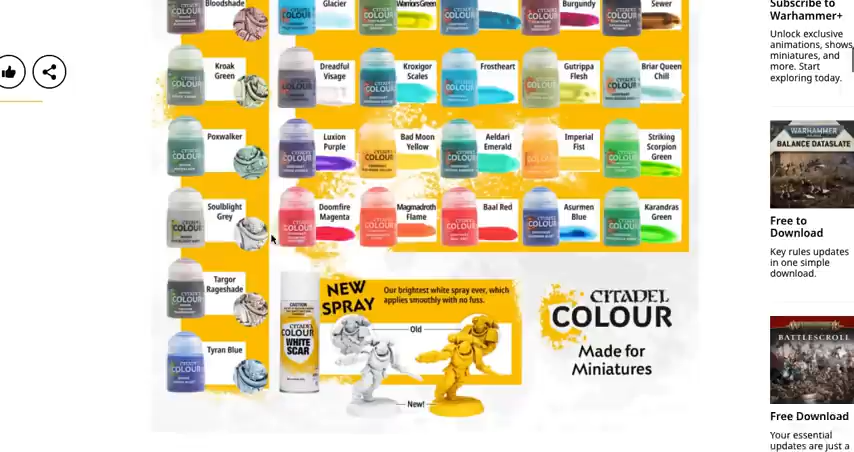 Bloodshade
Glacier
Warriors Green
Burgundy
Sewer
Kroak
Green
Dreadful
Visage
Kroxigor
Scales
Frostheart
Gutrippa
Flesh
Briar Queen
Chill
Poxwalker
Luxion
Purple
Bad Moon
Yellow
Aeldari
Emerald
Imperial
Fist
Striking
Scorpion
Green
Soulblight
Grey
Doomfire
Magenta
Magmadroth
Flame
Baal Red
Asurmen
Blue
Karandras
Green
Targor
Rageshade
Tyran Blue
CAUTION
CITADEL
COLOUR
WHITE
SCAR
NEW
SPRAY
Our brightest white spray ever, which
applies smoothly with no fuss.
Old
New!
CITADEL
COLOUR
Made for
Miniatures
Subscribe to
Warhammer+
Unlock exclusive
animations, shows,
miniatures, and
more. Start
exploring today.
WARHAMMER
BALANCE DATASLATE
Free to
Download
Key rules updates
in one simple
download.
BATTLESCROLL
Free Download
Your essential
updates are just a